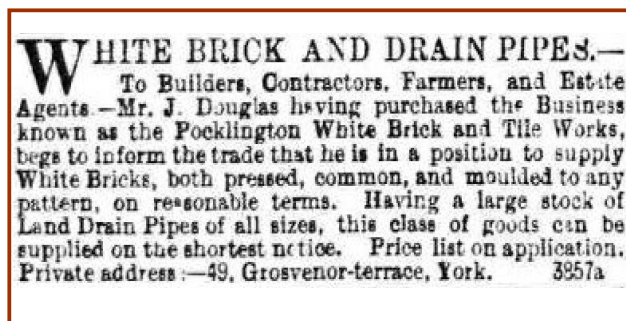 WHITE BRICK AND DRAIN PIPES.—
To Builders, Contractors, Farmers, and Estate
Agents.—Mr. J. Douglas having purchased the Business
known as the Pocklington White Brick and Tile Works,
begs to inform the trade that he is in a position to supply
White Bricks, both pressed, common, and moulded to any
pattern, on reasonable terms. Having a large stock of
Land Drain Pipes of all sizes, this class of goods can be
supplied on the shortest notice. Price list on application.
Private address:—49, Grosvenor-terrace, York. 3857a